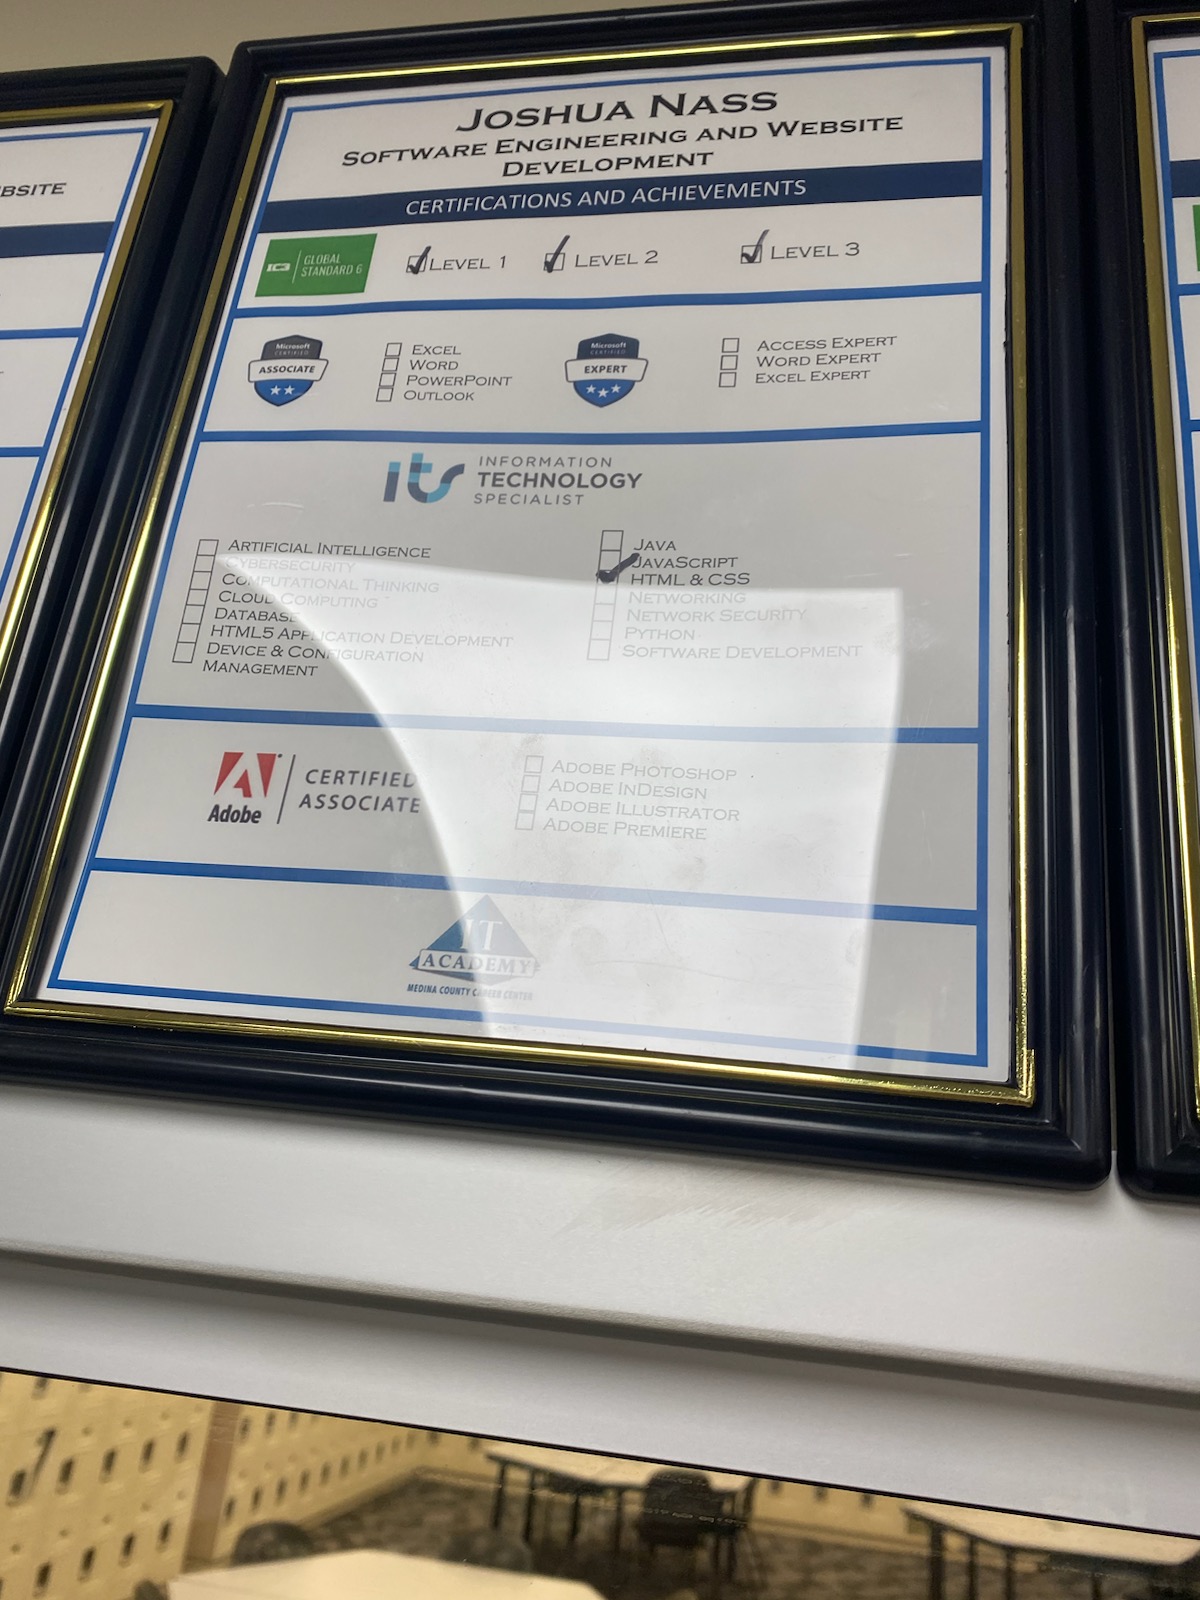 BSITE
JOSHUA NASS
SOFTWARE ENGINEERING AND WEBSITE
DEVELOPMENT
CERTIFICATIONS AND ACHIEVEMENTS
GLOBAL
STANDARD 6
LEVEL 1
LEVEL 2
LEVEL 3
Microsoft
CERTIFIED
ASSOCIATE
EXCEL
WORD
POWERPOINT
OUTLOOK
Microsoft
CERTIFIED
EXPERT
ACCESS EXPERT
WORD EXPERT
EXCEL EXPERT
its
INFORMATION
TECHNOLOGY
SPECIALIST
ARTIFICIAL INTELLIGENCE
CYBERSECURITY
COMPUTATIONAL THINKING
CLOUD COMPUTING
DATABASE
HTML5 APPLICATION DEVELOPMENT
DEVICE & CONFIGURATION
MANAGEMENT
JAVA
JAVASCRIPT
HTML & CSS
NETWORKING
NETWORK SECURITY
PYTHON
SOFTWARE DEVELOPMENT
Adobe
CERTIFIED
ASSOCIATE
ADOBE PHOTOSHOP
ADOBE INDESIGN
ADOBE ILLUSTRATOR
ADOBE PREMIERE
IT
ACADEMY
MEDINA COUNTY CAREER CENTER